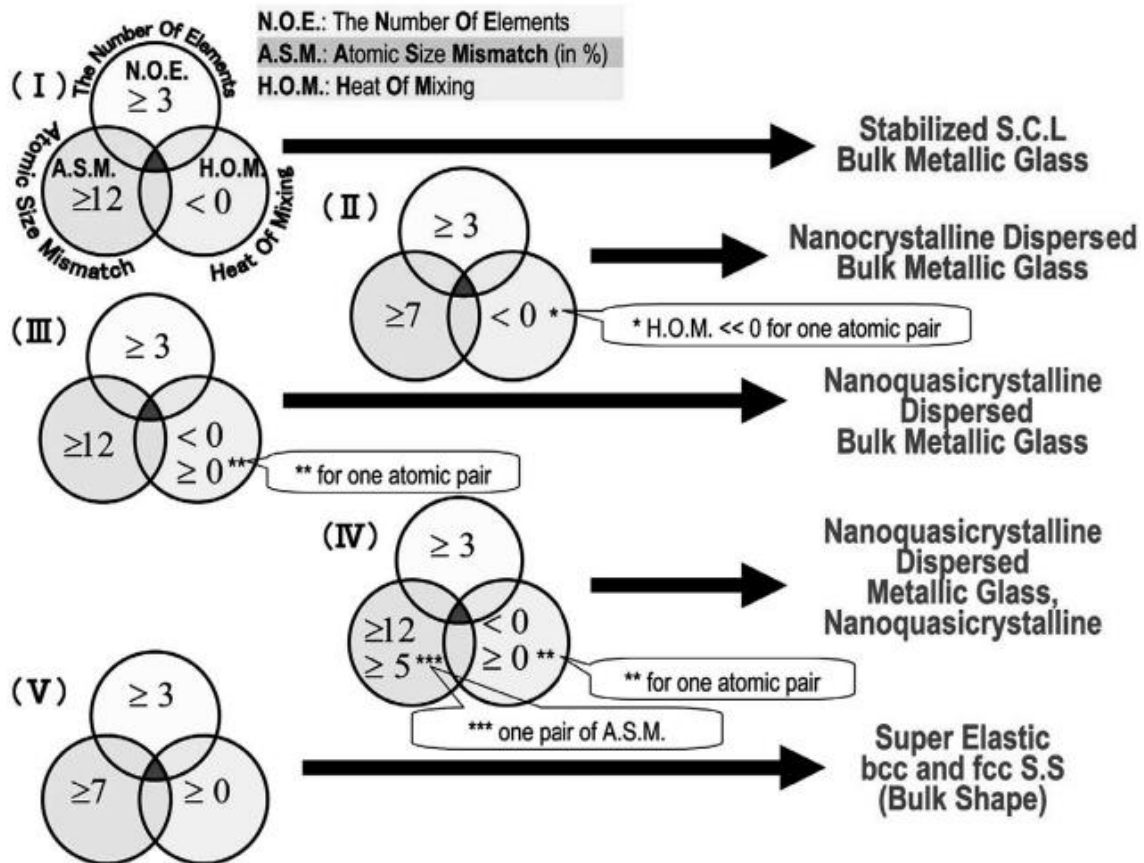 N.O.E.: The Number Of Elements
A.S.M.: Atomic Size Mismatch (in %)
H.O.M.: Heat Of Mixing
(I)
The Number Of Elements
N.O.E.
≥ 3
Atomic Size Mismatch
A.S.M.
≥12
H.O.M.
< 0
Heat Of Mixing
Stabilized S.C.L
Bulk Metallic Glass
(II)
≥ 3
≥7
< 0 *
* H.O.M. << 0 for one atomic pair
Nanocrystalline Dispersed
Bulk Metallic Glass
(III)
≥ 3
≥12
< 0
≥ 0**
** for one atomic pair
Nanoquasicrystalline
Dispersed
Bulk Metallic Glass
(IV)
≥ 3
≥12
≥ 5 ***
< 0
≥ 0 **
** for one atomic pair
*** one pair of A.S.M.
Nanoquasicrystalline
Dispersed
Metallic Glass,
Nanoquasicrystalline
(V)
≥ 3
≥7
≥ 0
Super Elastic
bcc and fcc S.S
(Bulk Shape)